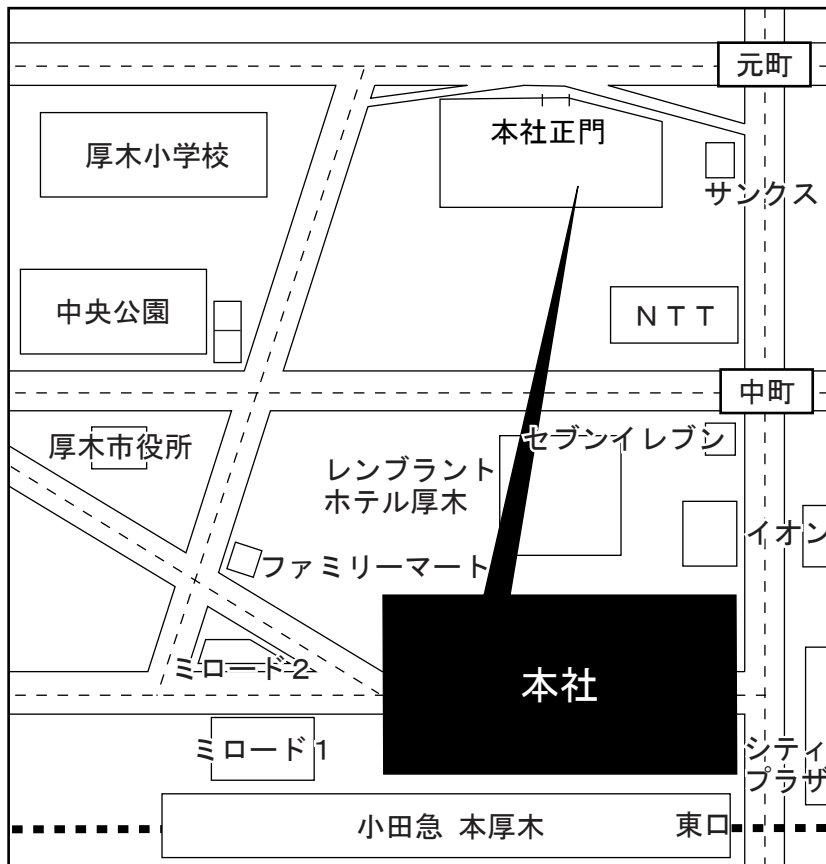 元町
本社正門
厚木小学校
サンクス
中央公園
ＮＴＴ
中町
厚木市役所
セブンイレブン
レンブラント
ホテル厚木
イオン
ファミリーマート
ミロード２
本社
ミロード１
シティ
プラザ
小田急 本厚木
東口